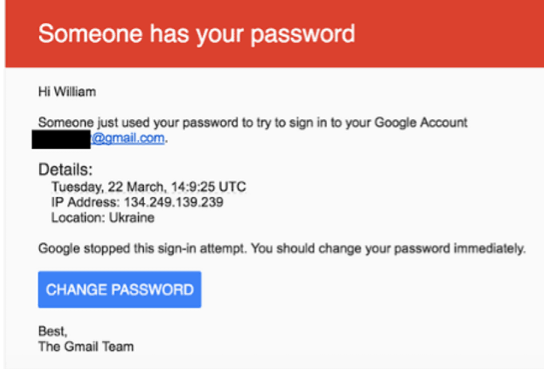 Someone has your password
Hi William
Someone just used your password to try to sign in to your Google Account
@gmail.com.
Details:
Tuesday, 22 March, 14:9:25 UTC
IP Address: 134.249.139.239
Location: Ukraine
Google stopped this sign-in attempt. You should change your password immediately.
CHANGE PASSWORD
Best,
The Gmail Team